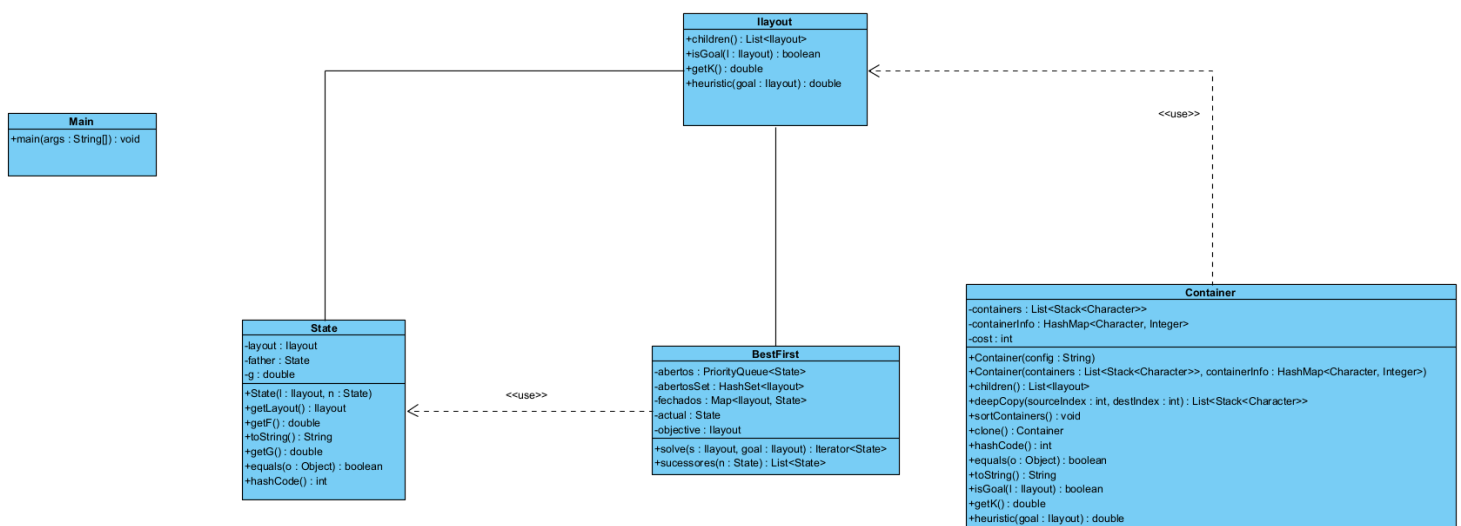 Ilayout
+children() : List<Ilayout>
+isGoal(l : Ilayout) : boolean
+getK() : double
+heuristic(goal : Ilayout) : double
<<use>>
Main
+main(args : String[]) : void
State
-layout : Ilayout
-father : State
-g : double
+State(l : Ilayout, n : State)
+getLayout() : Ilayout
+getF() : double
+toString() : String
+getG() : double
+equals(o : Object) : boolean
+hashCode() : int
<<use>>
BestFirst
-abertos : PriorityQueue<State>
-abertosSet : HashSet<Ilayout>
-fechados : Map<Ilayout, State>
-actual : State
-objective : Ilayout
+solve(s : Ilayout, goal : Ilayout) : Iterator<State>
+sucessores(n : State) : List<State>
Container
-containers : List<Stack<Character>>
-containerInfo : HashMap<Character, Integer>
-cost : int
+Container(config : String)
+Container(containers : List<Stack<Character>>, containerInfo : HashMap<Character, Integer>)
+children() : List<Ilayout>
+deepCopy(sourceIndex : int, destIndex : int) : List<Stack<Character>>
+sortContainers() : void
+clone() : Container
+hashCode() : int
+equals(o : Object) : boolean
+toString() : String
+isGoal(l : Ilayout) : boolean
+getK() : double
+heuristic(goal : Ilayout) : double